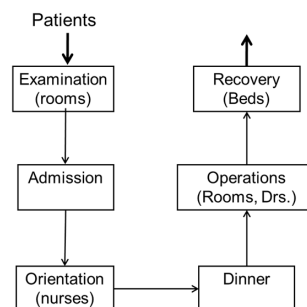 Patients
Examination
(rooms)
Admission
Orientation
(nurses)
Dinner
Operations
(Rooms, Drs.)
Recovery
(Beds)